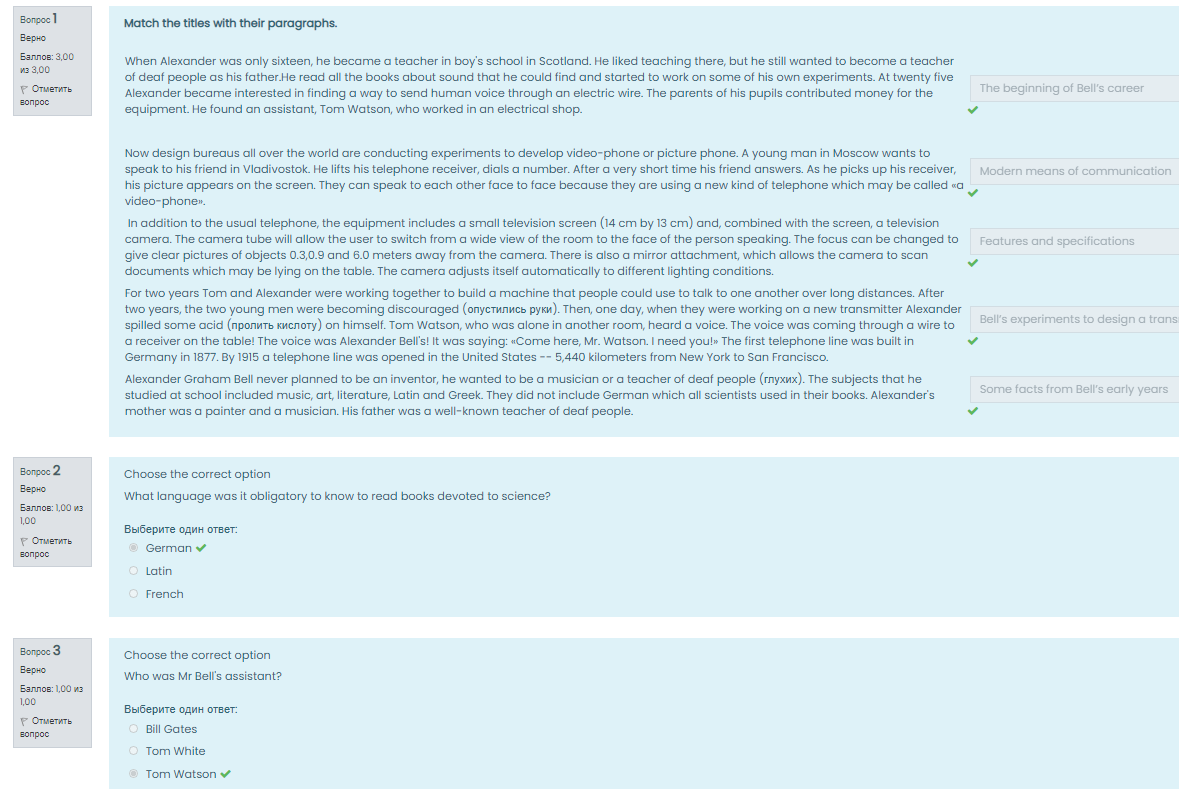 Вопрос 1
Верно
Баллов: 3,00
из 3,00
Отметить
вопрос
Match the titles with their paragraphs.
When Alexander was only sixteen, he became a teacher in boy's school in Scotland. He liked teaching there, but he still wanted to become a teacher
of deaf people as his father.He read all the books about sound that he could find and started to work on some of his own experiments. At twenty five
Alexander became interested in finding a way to send human voice through an electric wire. The parents of his pupils contributed money for the
equipment. He found an assistant, Tom Watson, who worked in an electrical shop.
The beginning of Bell's career
Now design bureaus all over the world are conducting experiments to develop video-phone or picture phone. A young man in Moscow wants to
speak to his friend in Vladivostok. He lifts his telephone receiver, dials a number. After a very short time his friend answers. As he picks up his receiver,
his picture appears on the screen. They can speak to each other face to face because they are using a new kind of telephone which may be called «a
video-phone».
Modern means of communication
In addition to the usual telephone, the equipment includes a small television screen (14 cm by 13 cm) and, combined with the screen, a television
camera. The camera tube will allow the user to switch from a wide view of the room to the face of the person speaking. The focus can be changed to
give clear pictures of objects 0.3,0.9 and 6.0 meters away from the camera. There is also a mirror attachment, which allows the camera to scan
documents which may be lying on the table. The camera adjusts itself automatically to different lighting conditions.
Features and specifications
For two years Tom and Alexander were working together to build a machine that people could use to talk to one another over long distances. After
two years, the two young men were becoming discouraged (опустились руки). Then, one day, when they were working on a new transmitter Alexander
spilled some acid (пролить кислоту) on himself. Tom Watson, who was alone in another room, heard a voice. The voice was coming through a wire to
a receiver on the table! The voice was Alexander Bell's! It was saying: «Come here, Mr. Watson. I need you!» The first telephone line was built in
Germany in 1877. By 1915 a telephone line was opened in the United States -- 5,440 kilometers from New York to San Francisco.
Bell's experiments to design a trans
Alexander Graham Bell never planned to be an inventor, he wanted to be a musician or a teacher of deaf people (глухих). The subjects that he
studied at school included music, art, literature, Latin and Greek. They did not include German which all scientists used in their books. Alexander's
mother was a painter and a musician. His father was a well-known teacher of deaf people.
Some facts from Bell's early years
Вопрос 2
Верно
Баллов: 1,00 из
1,00
Отметить
вопрос
Choose the correct option
What language was it obligatory to know to read books devoted to science?
Выберите один ответ:
German
Latin
French
Вопрос 3
Верно
Баллов: 1,00 из
1,00
Отметить
вопрос
Choose the correct option
Who was Mr Bell's assistant?
Выберите один ответ:
Bill Gates
Tom White
Tom Watson